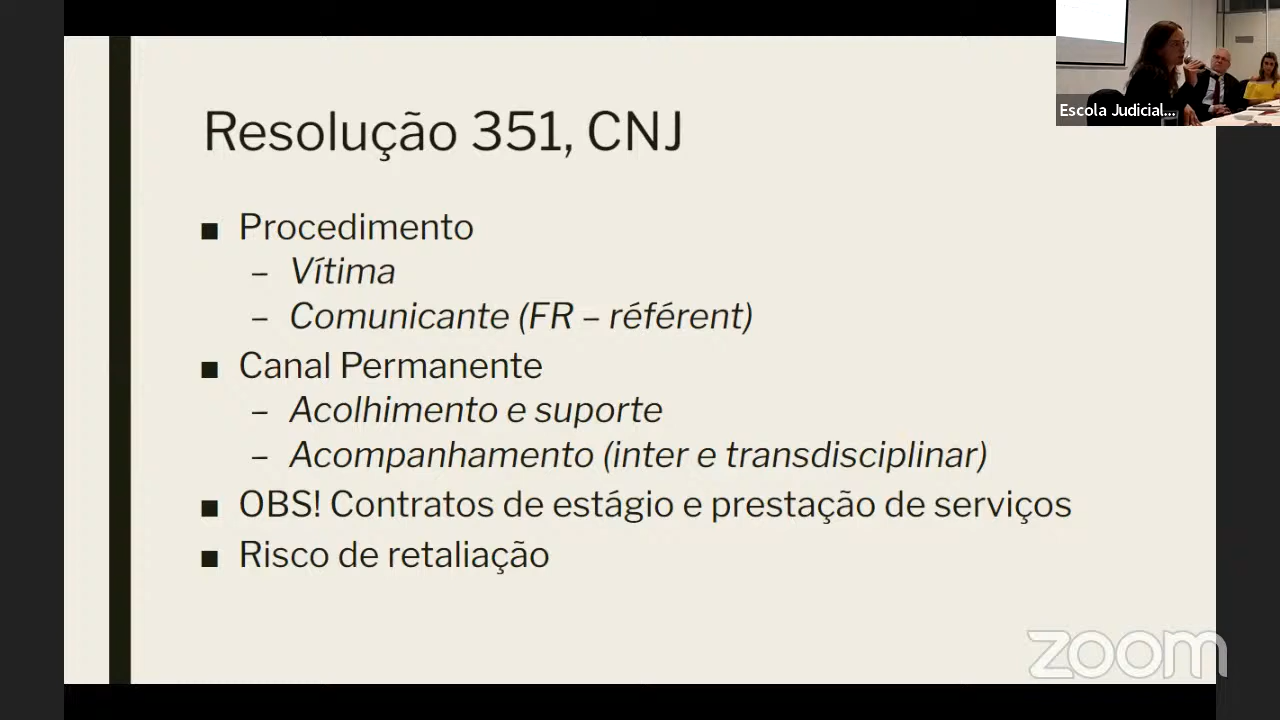 Escola Judicial...
Resolução 351, CNJ
■ Procedimento
– Vítima
– Comunicante (FR – référent)
■ Canal Permanente
– Acolhimento e suporte
– Acompanhamento (inter e transdisciplinar)
■ OBS! Contratos de estágio e prestação de serviços
■ Risco de retaliação
zoom